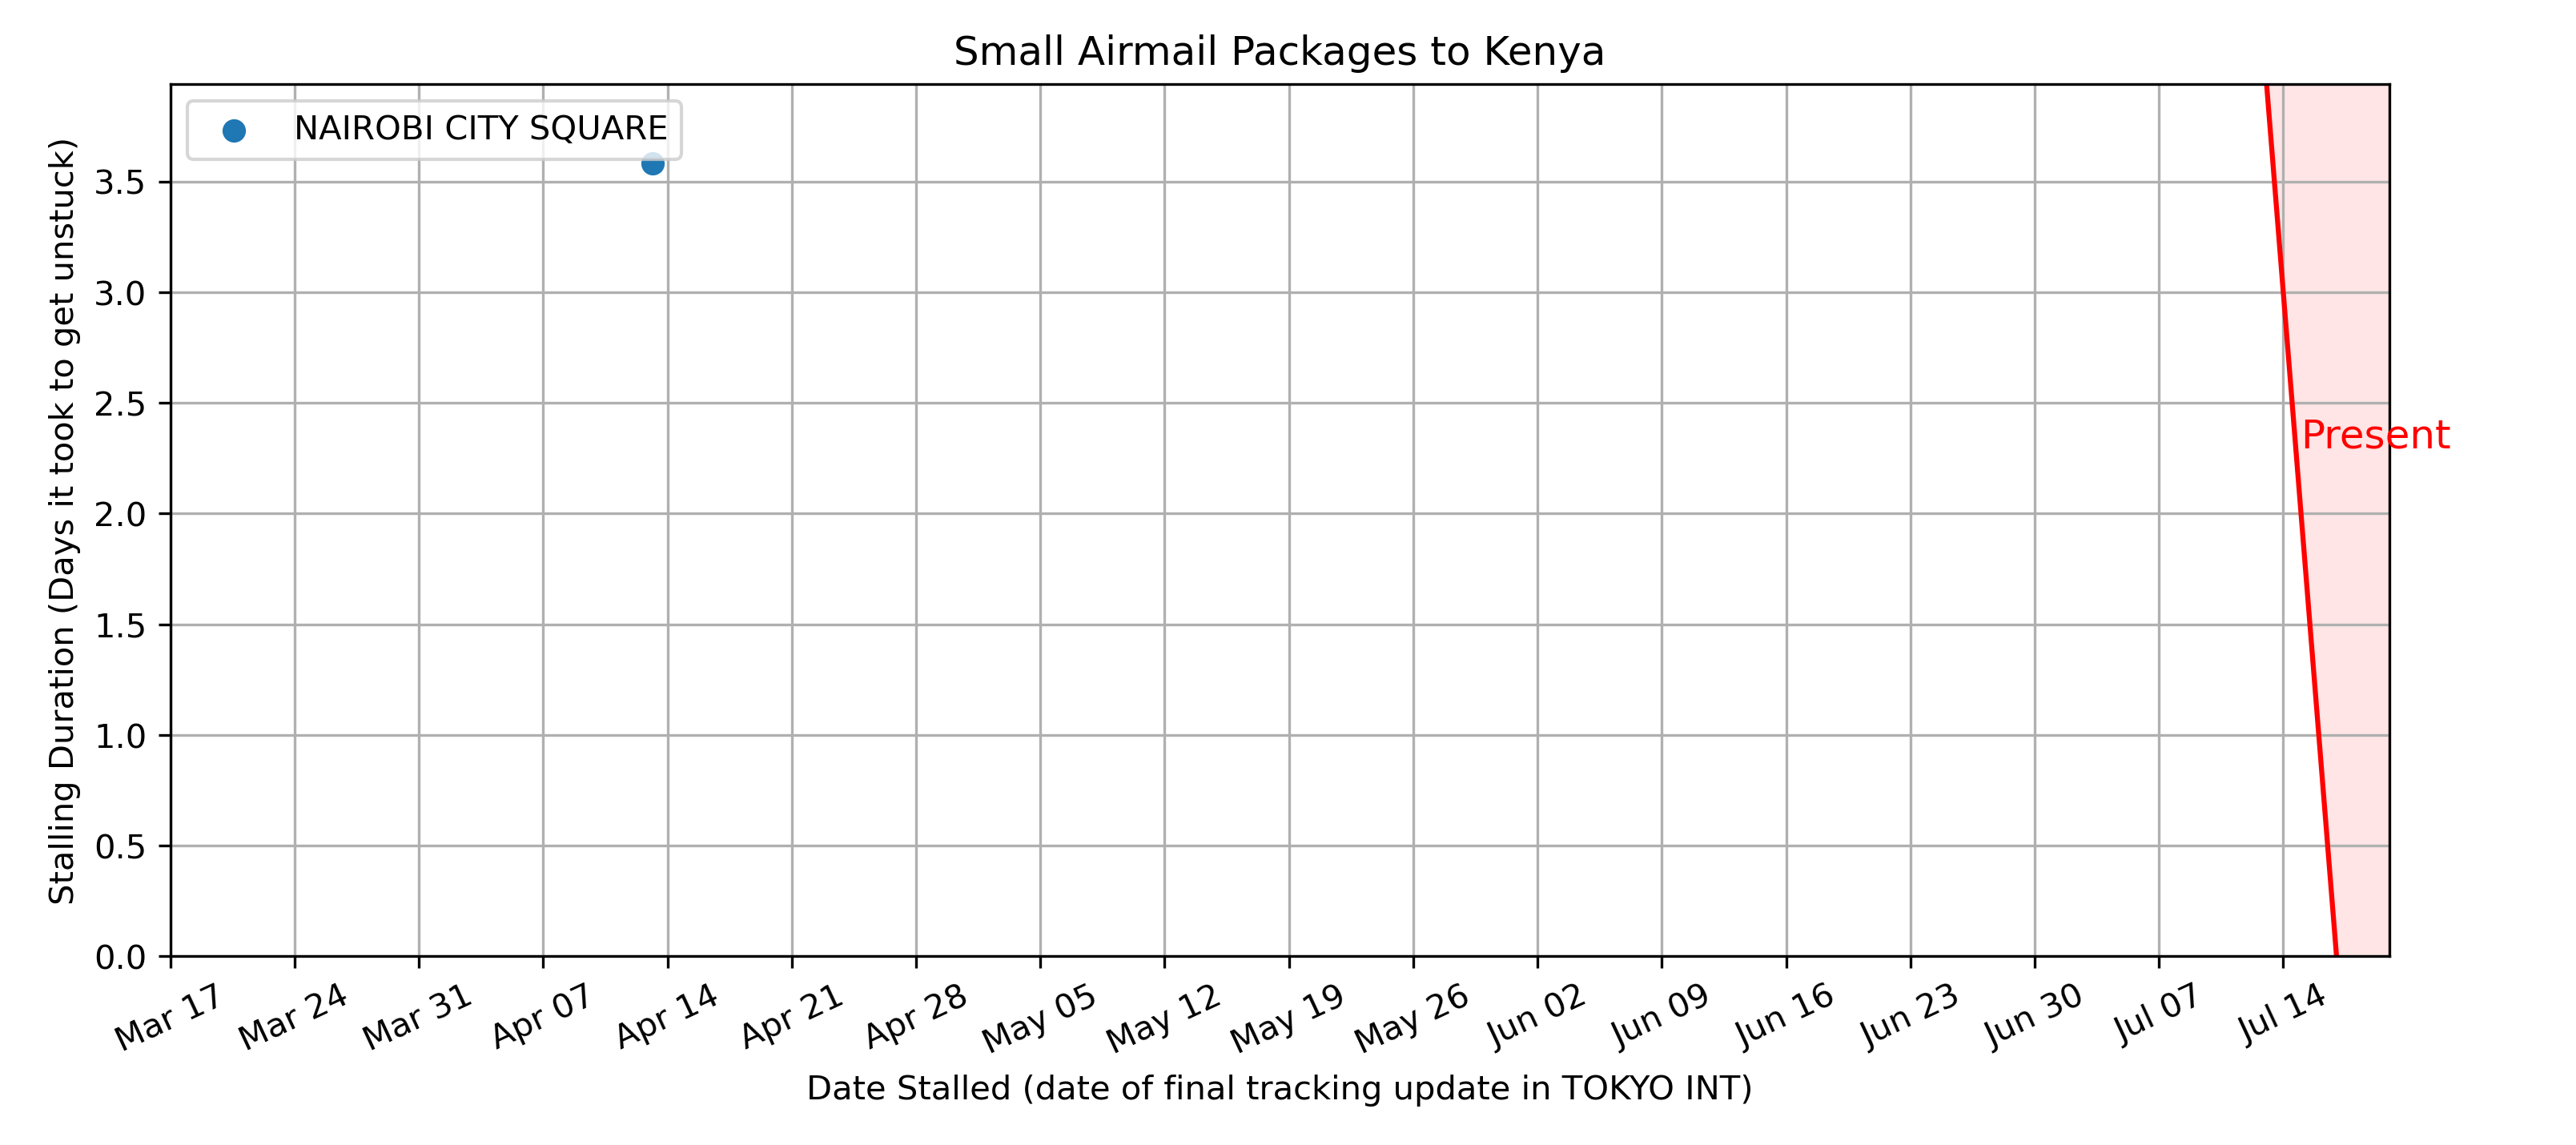 Small Airmail Packages to Kenya
NAIROBI CITY SQUARE
Stalling Duration (Days it took to get unstuck)
3.5
3.0
2.5
2.0
1.5
1.0
0.5
0.0
Present
Mar 17
Mar 24
Mar 31
Apr 07
Apr 14
Apr 21
Apr 28
May 05
May 12
May 19
May 26
Jun 02
Jun 09
Jun 16
Jun 23
Jun 30
Jul 07
Jul 14
Date Stalled (date of final tracking update in TOKYO INT)